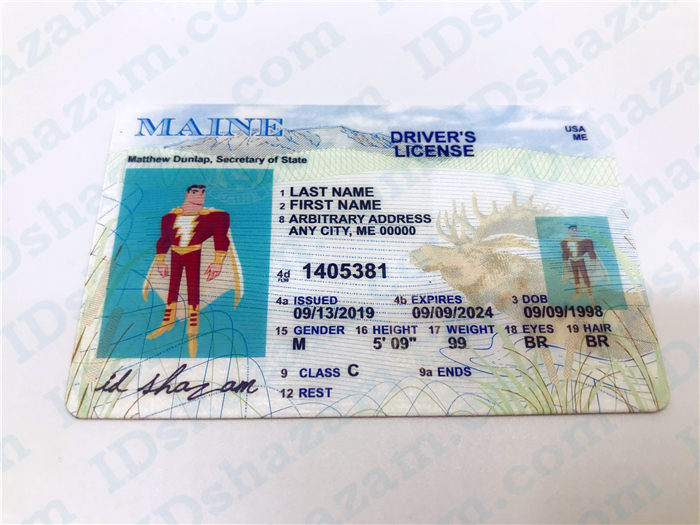 IDshazam.com
MAINE
DRIVER'S
LICENSE
USA
ME
Matthew Dunlap, Secretary of State
1 LAST NAME
2 FIRST NAME
8 ARBITRARY ADDRESS
ANY CITY, ME 00000
4d 1405381
4a ISSUED 4b EXPIRES 3 DOB
09/13/2019 09/09/2024 09/09/1998
15 GENDER 16 HEIGHT 17 WEIGHT 18 EYES 19 HAIR
M 5' 09" 99 BR BR
9 CLASS C 9a ENDS
12 REST
id shazam